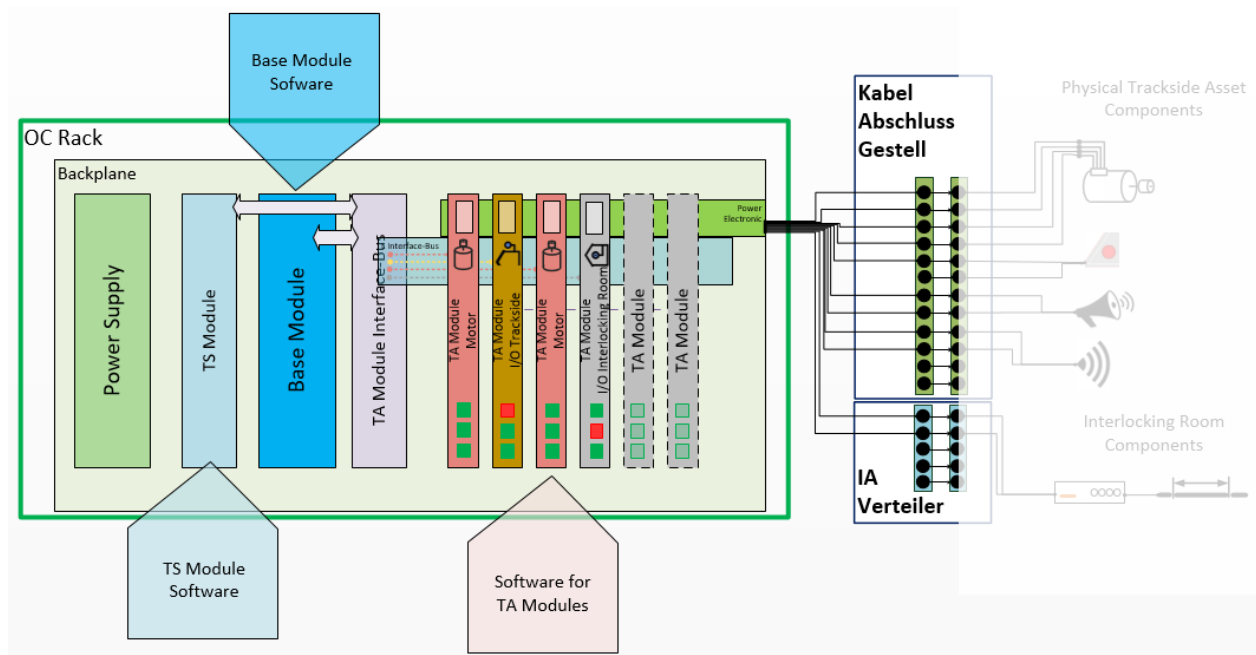 Base Module
Sofware
OC Rack
Backplane
Power Supply
TS Module
Base Module
TA Module Interface-Bus
Interface-Bus
Power
Electronic
TA Module
Motor
TA Module
I/O Trackside
TA Module
Motor
TA Module
I/O Interlocking Room
TA Module
TA Module
TS Module
Software
Software for
TA Modules
Kabel
Abschluss
Gestell
IA
Verteiler
Physical Trackside Asset
Components
Interlocking Room
Components